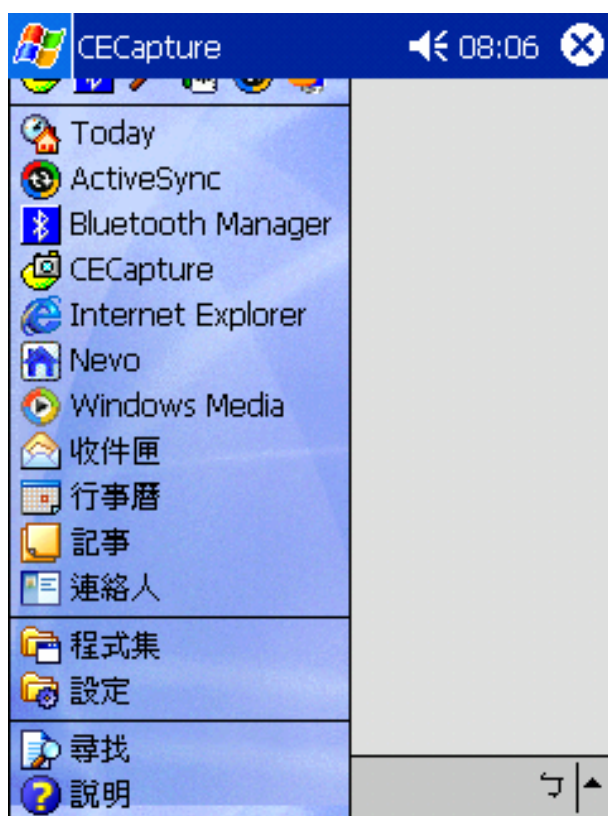 CECapture 08:06
Today
ActiveSync
Bluetooth Manager
CECapture
Internet Explorer
Nevo
Windows Media
收件匣
行事曆
記事
連絡人
程式集
設定
尋找
說明
ㄅ